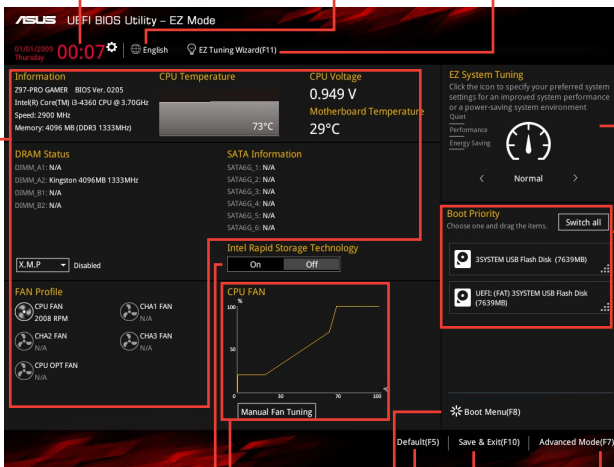 ASUS UEFI BIOS Utility – EZ Mode
01/01/2009
Thursday
00:07
English
EZ Tuning Wizard(F11)
Information
Z97-PRO GAMER BIOS Ver. 0205
Intel(R) Core(TM) i3-4360 CPU @ 3.70GHz
Speed: 2900 MHz
Memory: 4096 MB (DDR3 1333MHz)
CPU Temperature
73°C
CPU Voltage
0.949 V
Motherboard Temperature
29°C
EZ System Tuning
Click the icon to specify your preferred system
settings for an improved system performance
or a power-saving system environment
Quiet
Performance
Energy Saving
< Normal >
DRAM Status
DIMM_A1: N/A
DIMM_A2: Kingston 4096MB 1333MHz
DIMM_B1: N/A
DIMM_B2: N/A
X.M.P Disabled
SATA Information
SATA6G_1: N/A
SATA6G_2: N/A
SATA6G_3: N/A
SATA6G_4: N/A
SATA6G_5: N/A
SATA6G_6: N/A
Intel Rapid Storage Technology
On Off
Boot Priority
Choose one and drag the items.
Switch all
3SYSTEM USB Flash Disk (7639MB)
UEFI: (FAT) 3SYSTEM USB Flash Disk
(7639MB)
FAN Profile
CPU FAN
2008 RPM
CHA1 FAN
N/A
CHA2 FAN
N/A
CHA3 FAN
N/A
CPU OPT FAN
N/A
CPU FAN
%
100
50
0 30 70 100
Manual Fan Tuning
Boot Menu(F8)
Default(F5) | Save & Exit(F10) | Advanced Mode(F7)